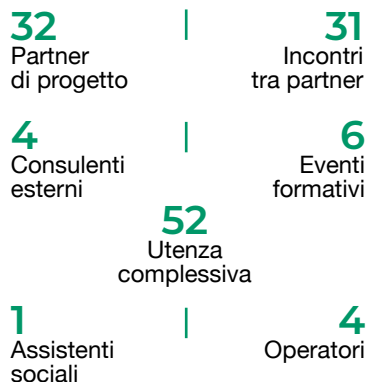 32
Partner
di progetto
31
Incontri
tra partner
4
Consulenti
esterni
6
Eventi
formativi
52
Utenza
complessiva
1
Assistenti
sociali
4
Operatori